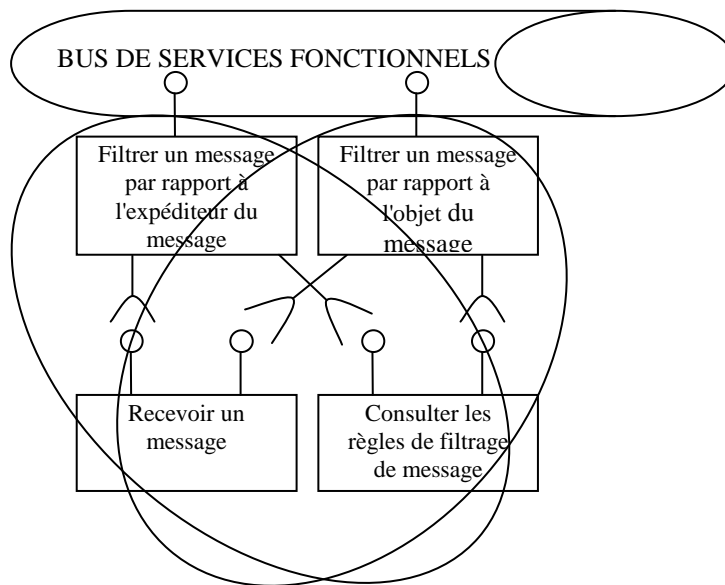 BUS DE SERVICES FONCTIONNELS
Filtrer un message
par rapport à
l'expéditeur du
message
Filtrer un message
par rapport à
l'objet du
message
Recevoir un
message
Consulter les
règles de filtrage
de message